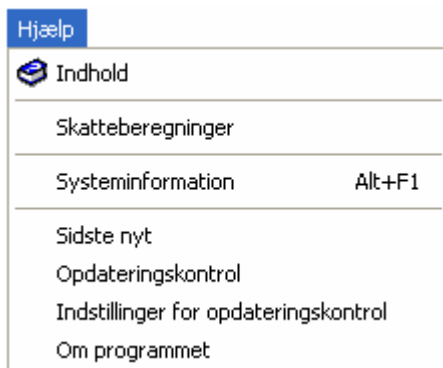 Hjælp
Indhold
Skatteberegninger
Systeminformation Alt+F1
Sidste nyt
Opdateringskontrol
Indstillinger for opdateringskontrol
Om programmet